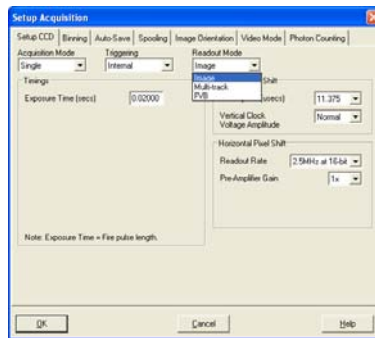 Setup Acquisition
Setup CCD Binning Auto-Save Spooling Image Orientation Video Mode Photon Counting
Acquisition Mode Triggering Readout Mode
Single Internal Image
Image
Multi-track
FVB
Timings
Shift
Exposure Time (secs) 0.02000
usecs) 11.375
Vertical Clock
Voltage Amplitude Normal
Horizontal Pixel Shift
Readout Rate 2.5MHz at 16-bit
Pre-Amplifier Gain 1x
Note: Exposure Time = Fire pulse length.
OK Cancel Help